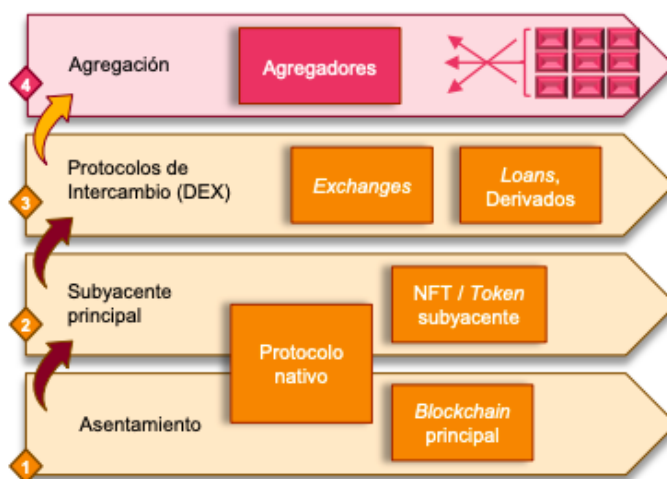 4
Agregación
Agregadores
3
Protocolos de
Intercambio (DEX)
Exchanges
Loans,
Derivados
2
Subyacente
principal
NFT / Token
subyacente
Protocolo
nativo
1
Asentamiento
Blockchain
principal